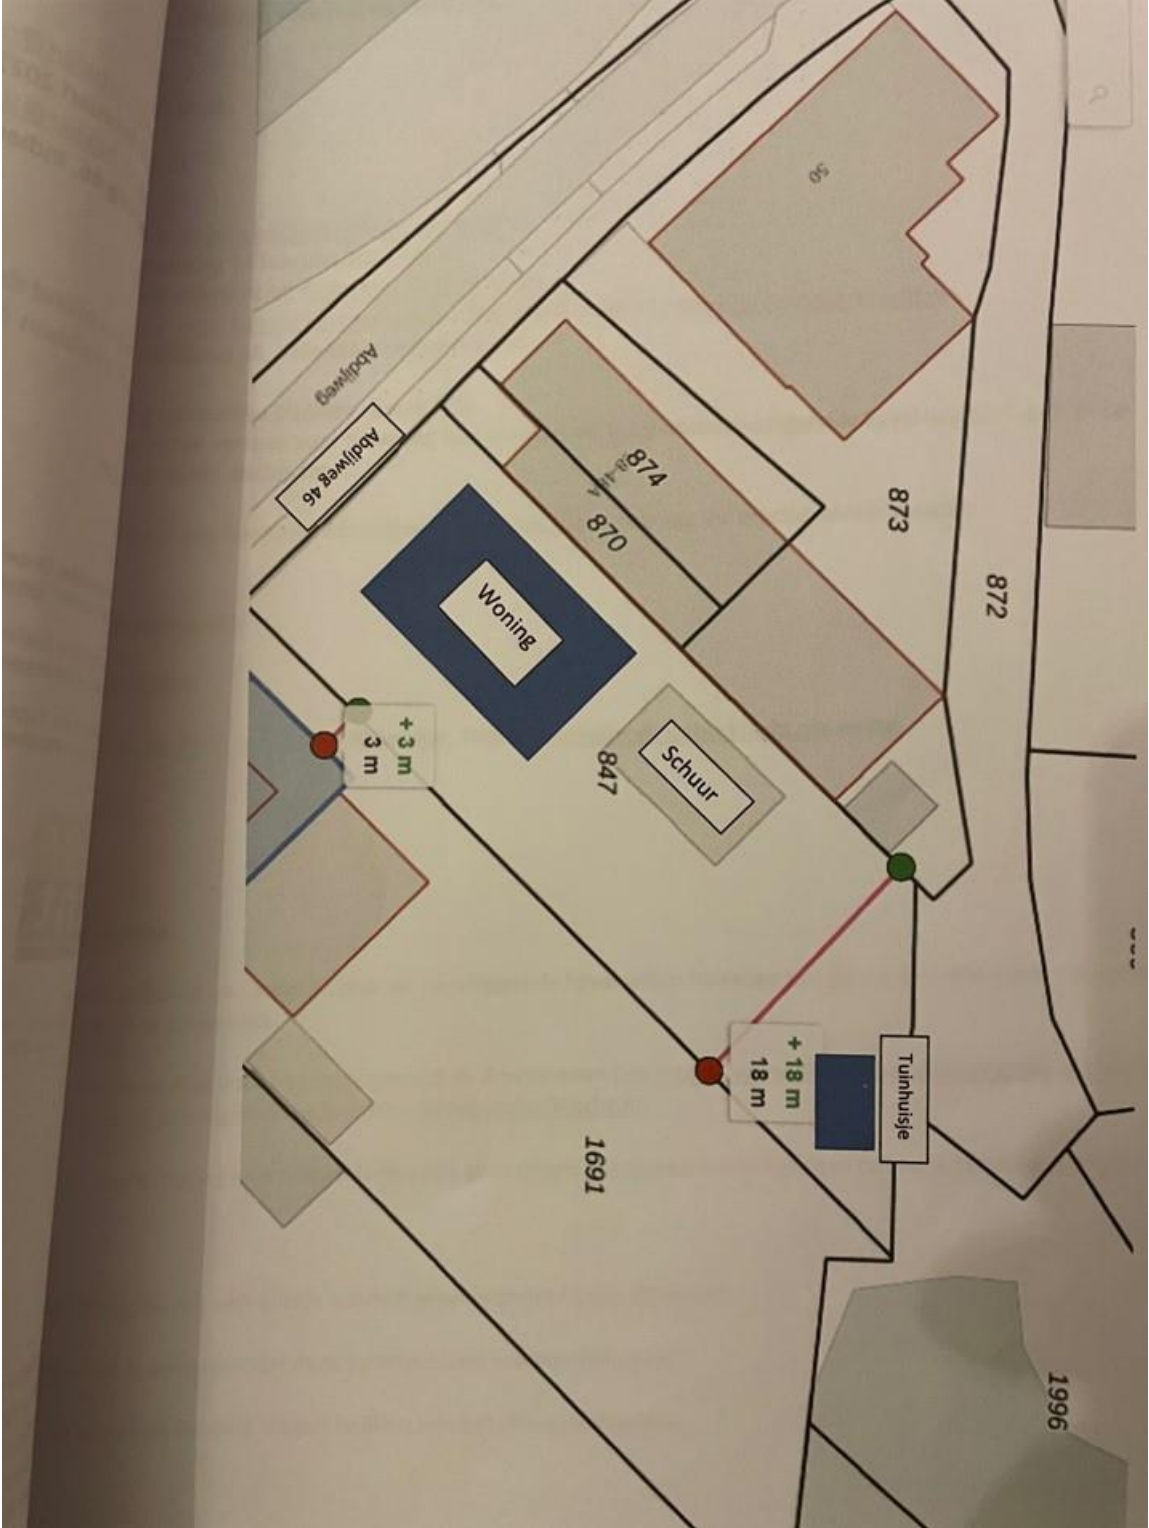 50
Abdijweg
Abdijweg 46
874
870
873
872
Woning
Schuur
847
+ 3 m
3 m
+ 18 m
18 m
Tuinhuisje
1691
1996